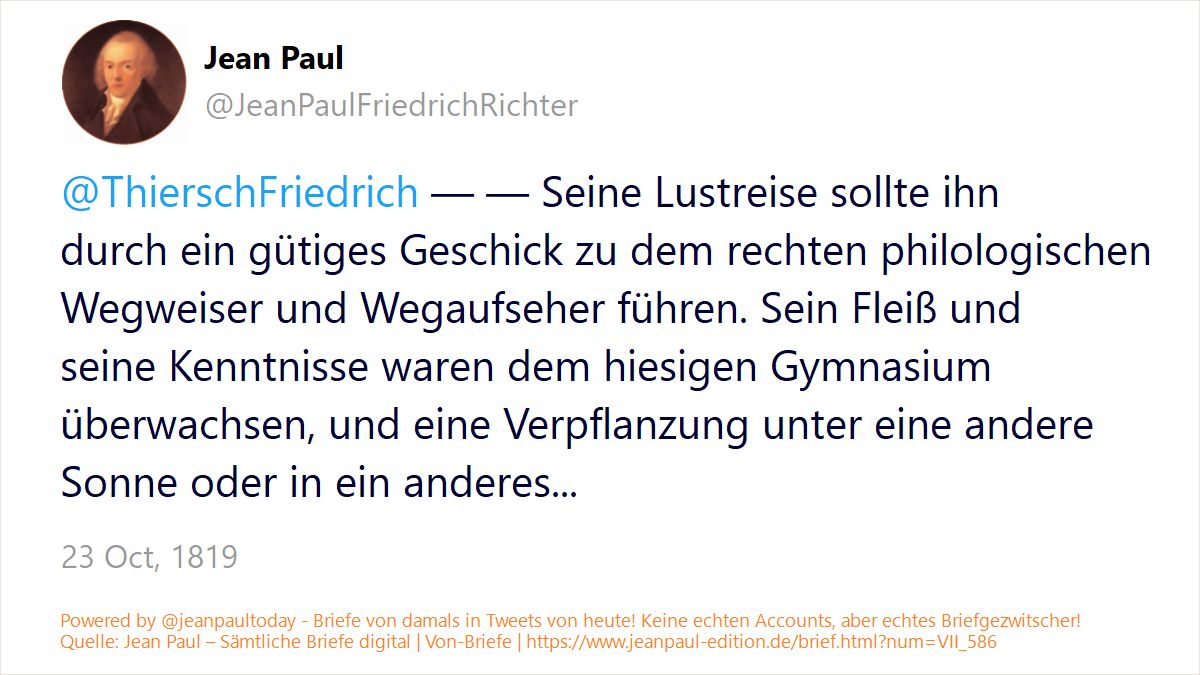 Jean Paul
@JeanPaulFriedrichRichter
@ThierschFriedrich — — Seine Lustreise sollte ihn
durch ein gütiges Geschick zu dem rechten philologischen
Wegweiser und Wegaufseher führen. Sein Fleiß und
seine Kenntnisse waren dem hiesigen Gymnasium
überwachsen, und eine Verpflanzung unter eine andere
Sonne oder in ein anderes...
23 Oct, 1819
Powered by @jeanpaultoday - Briefe von damals in Tweets von heute! Keine echten Accounts, aber echtes Briefgezwitscher!
Quelle: Jean Paul – Sämtliche Briefe digital | Von-Briefe | https://www.jeanpaul-edition.de/brief.html?num=VII_586